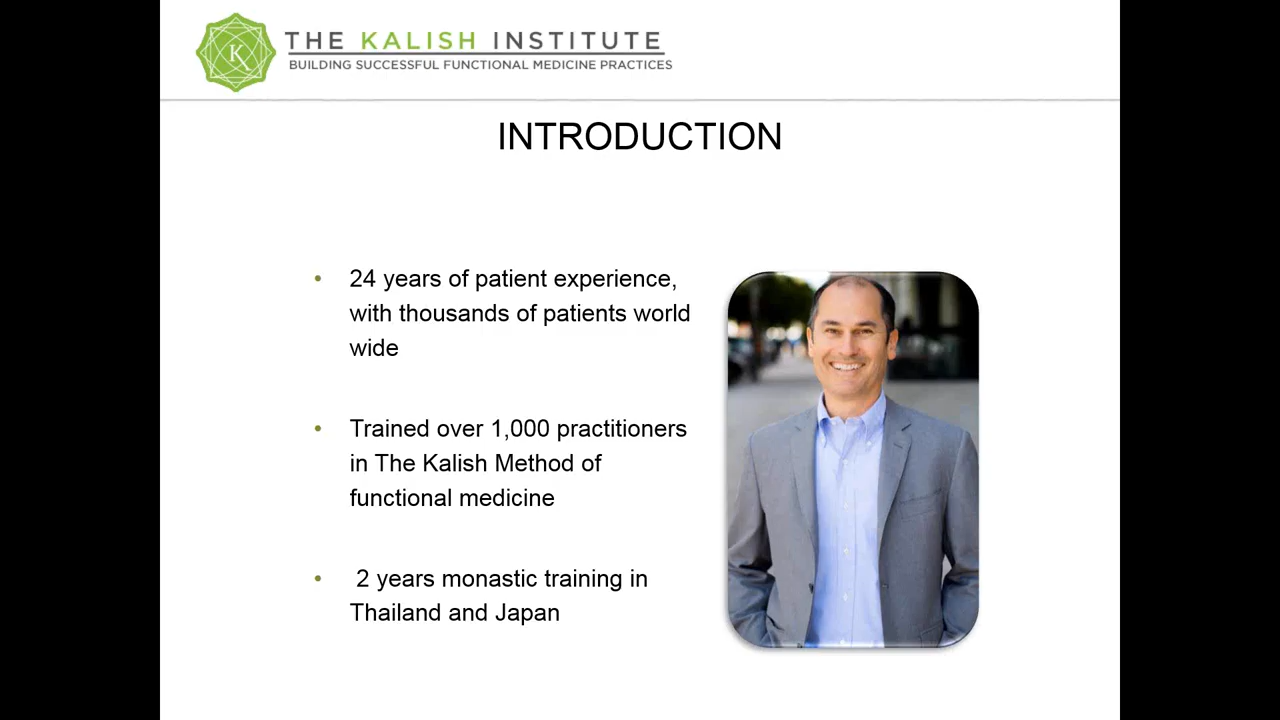 K
THE KALISH INSTITUTE
BUILDING SUCCESSFUL FUNCTIONAL MEDICINE PRACTICES
INTRODUCTION
• 24 years of patient experience,
with thousands of patients world
wide
• Trained over 1,000 practitioners
in The Kalish Method of
functional medicine
• 2 years monastic training in
Thailand and Japan